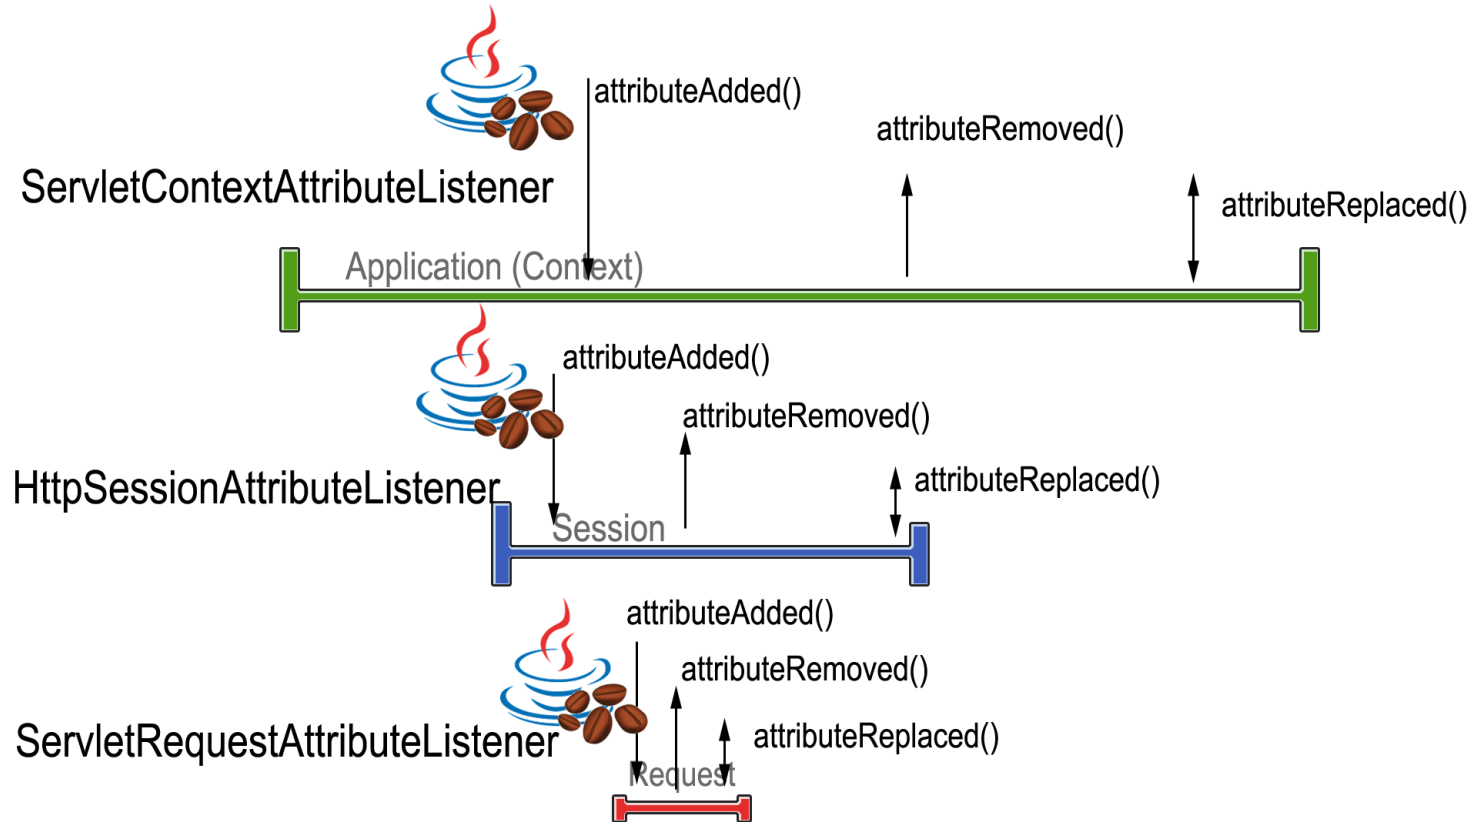 attributeAdded()
attributeRemoved()
ServletContextAttributeListener
attributeReplaced()
Application (Context)
attributeAdded()
attributeRemoved()
HttpSessionAttributeListener
attributeReplaced()
Session
attributeAdded()
attributeRemoved()
ServletRequestAttributeListener
attributeReplaced()
Request